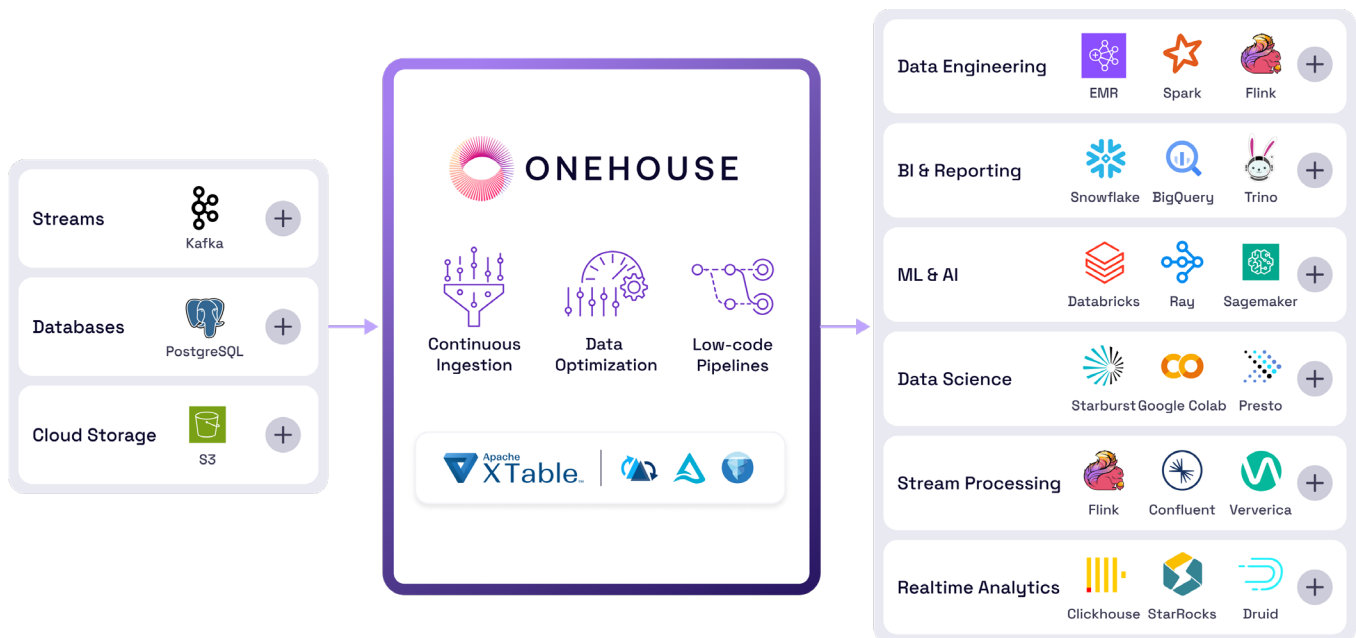 Streams
Kafka
Databases
PostgreSQL
Cloud Storage
S3
ONEHOUSE
Continuous
Ingestion
Data
Optimization
Low-code
Pipelines
Apache
XTable™
Data Engineering
EMR
Spark
Flink
BI & Reporting
Snowflake
BigQuery
Trino
ML & AI
Databricks
Ray
Sagemaker
Data Science
Starburst
Google Colab
Presto
Stream Processing
Flink
Confluent
Ververica
Realtime Analytics
Clickhouse
StarRocks
Druid